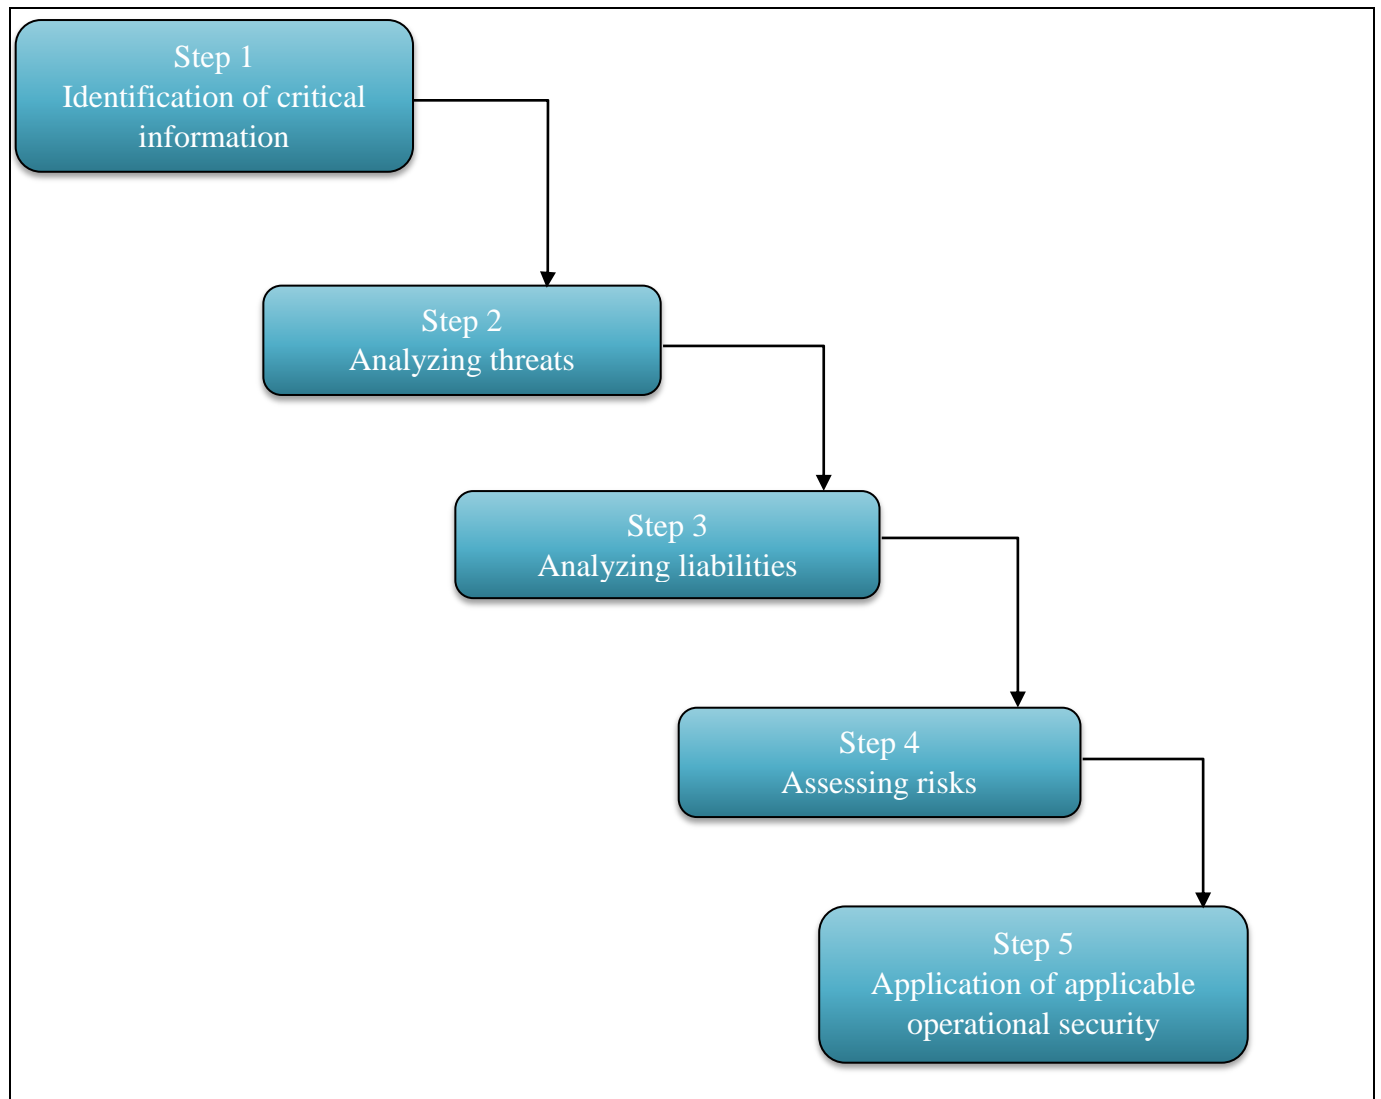 Step 1
Identification of critical
information
Step 2
Analyzing threats
Step 3
Analyzing liabilities
Step 4
Assessing risks
Step 5
Application of applicable
operational security